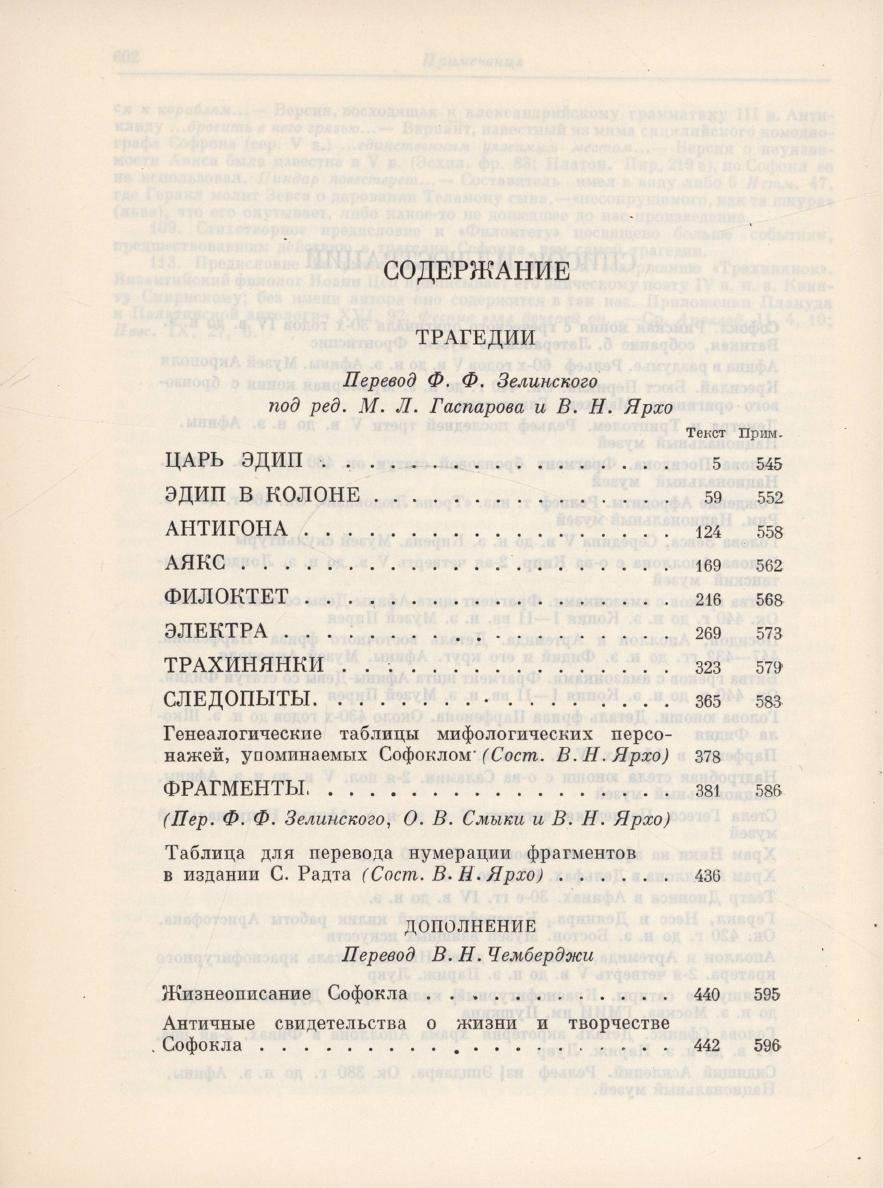 СОДЕРЖАНИЕ
ТРАГЕДИИ
Перевод Ф. Ф. Зелинского
под ред. М. Л. Гаспарова и В. Н. Ярхо
Текст Прим.
ЦАРЬ ЭДИП . . . . . . . . . . . . . . . . 5 545
ЭДИП В КОЛОНЕ . . . . . . . . . . . . . . 59 552
АНТИГОНА . . . . . . . . . . . . . . . . . 124 558
АЯКС . . . . . . . . . . . . . . . . . . . . 169 562
ФИЛОКТЕТ . . . . . . . . . . . . . . . . . 216 568
ЭЛЕКТРА . . . . . . . . . . . . . . . . . . 269 573
ТРАХИНЯНКИ . . . . . . . . . . . . . . . 323 579
СЛЕДОПЫТЫ. . . . . . . . . . . . . . . . 365 583
Генеалогические таблицы мифологических персо-
нажей, упоминаемых Софоклом (Сост. В. Н. Ярхо) 378
ФРАГМЕНТЫ. . . . . . . . . . . . . . . . . 381 586
(Пер. Ф. Ф. Зелинского, О. В. Смыки и В. Н. Ярхо)
Таблица для перевода нумерации фрагментов
в издании С. Радта (Сост. В. Н. Ярхо) . . . . . . 436
ДОПОЛНЕНИЕ
Перевод В. Н. Чемберджи
Жизнеописание Софокла . . . . . . . . . . . . 440 595
Античные свидетельства о жизни и творчестве
Софокла . . . . . . . . . . . . . . . . . . . . 442 596